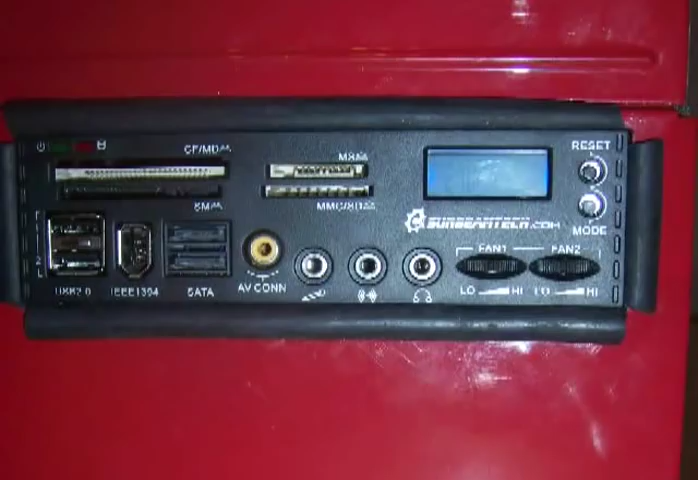 CF/MD
MS
RESET
SM
MMC/SD
SUNBEAMTECH.COM
MODE
FAN1 FAN2
USB2.0 IEEE1394 SATA AV CONN
LO HI LO HI